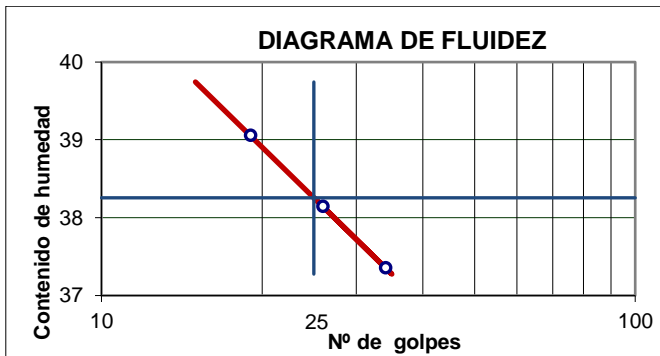 DIAGRAMA DE FLUIDEZ
Contenido de humedad
40
39
38
37
10
25
100
Nº de golpes